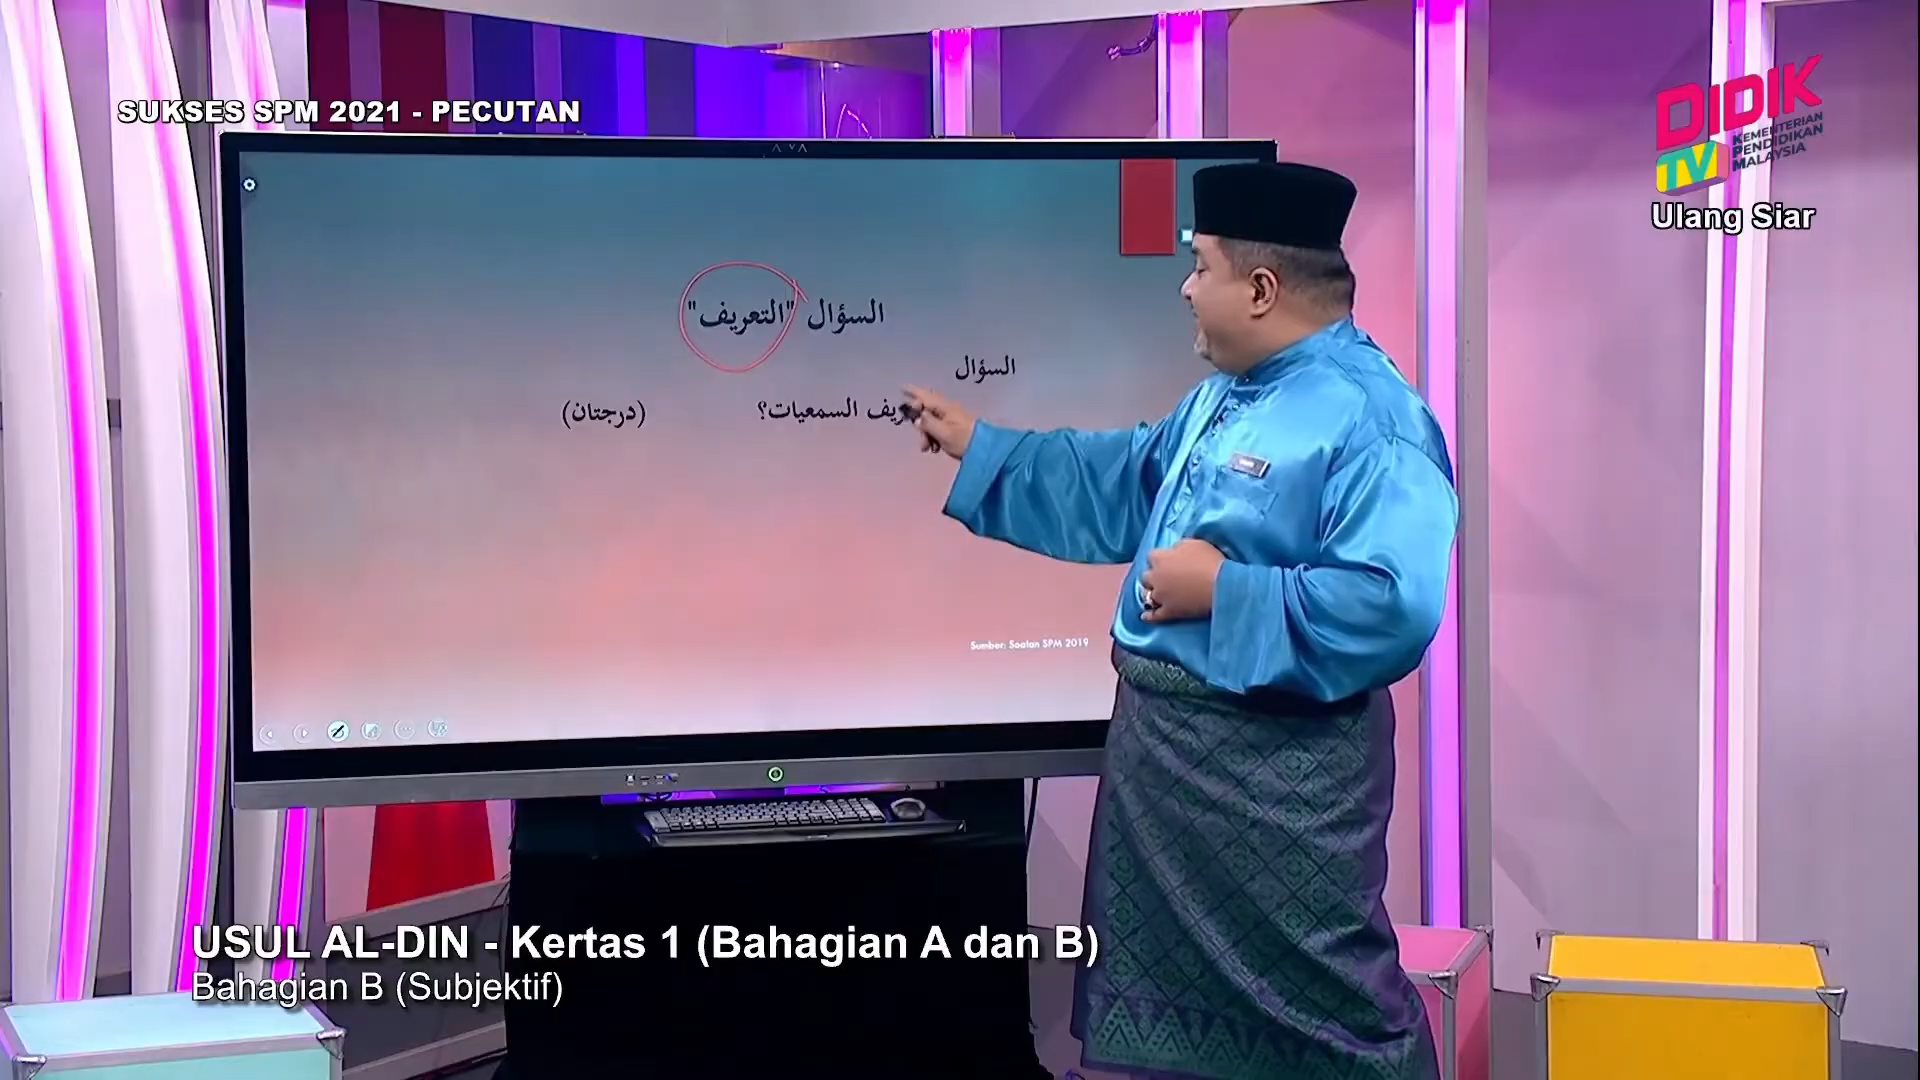 SUKSES SPM 2021 - PECUTAN
DIDIK
TV
KEMENTERIAN
PENDIDIKAN
MALAYSIA
Ulang Siar
السؤال "التعريف"
السؤال
السمعيات؟ (درجتان)
Sumber: Soalan SPM 2019
USUL AL-DIN - Kertas 1 (Bahagian A dan B)
Bahagian B (Subjektif)